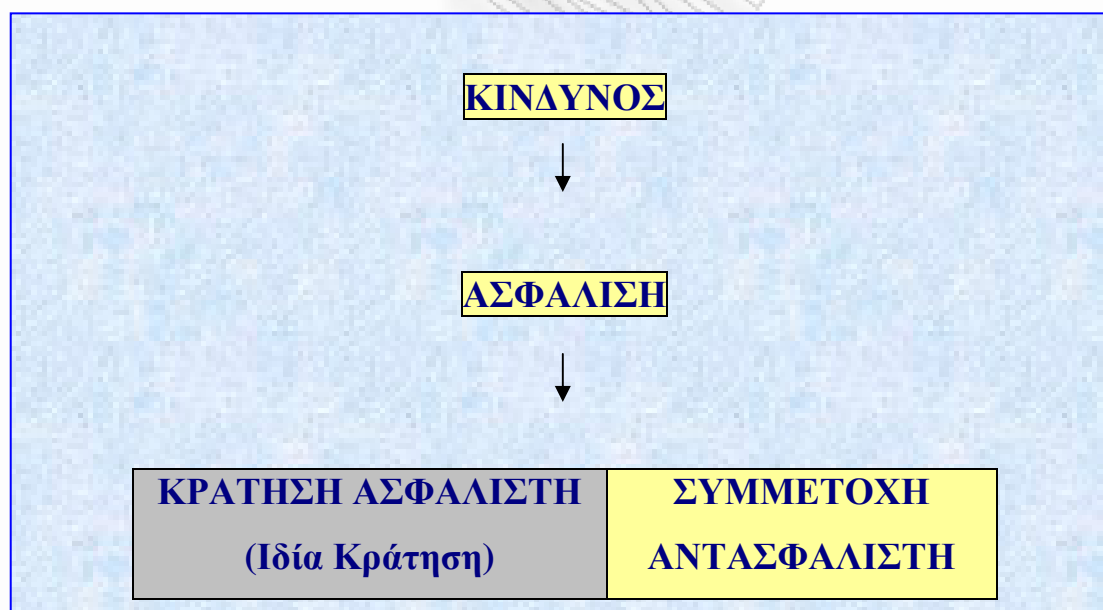 ΚΙΝΔΥΝΟΣ
ΑΣΦΑΛΙΣΗ
ΚΡΑΤΗΣΗ ΑΣΦΑΛΙΣΤΗ
(Ιδία Κράτηση)
ΣΥΜΜΕΤΟΧΗ
ΑΝΤΑΣΦΑΛΙΣΤΗ